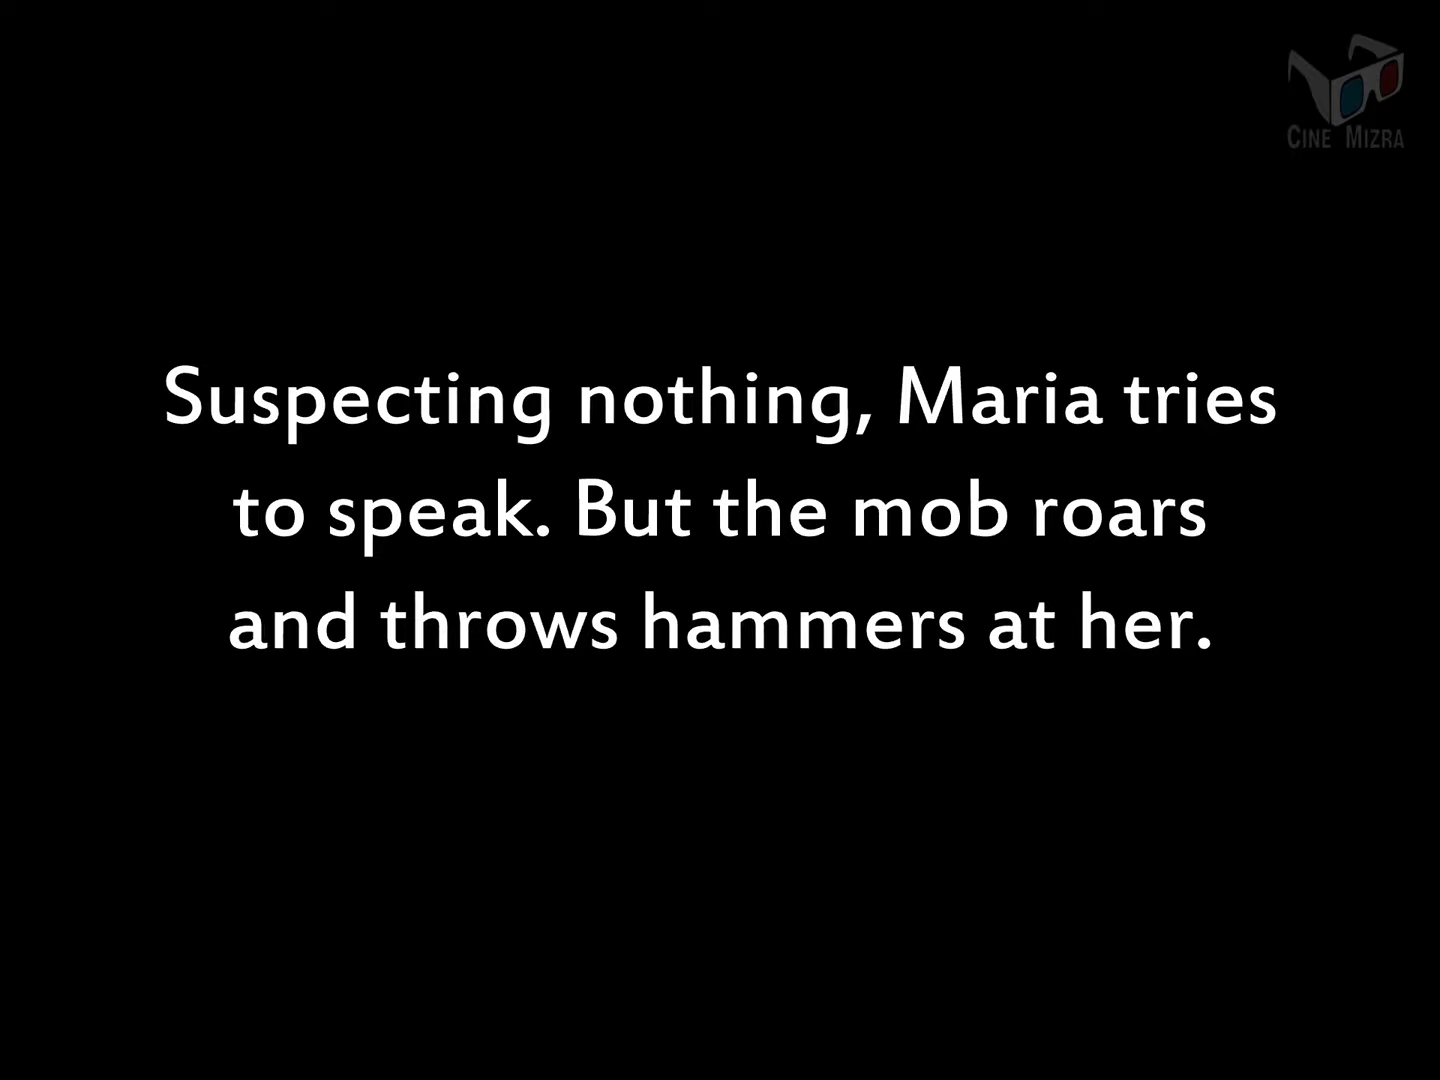 CINE MIZRA
Suspecting nothing, Maria tries
to speak. But the mob roars
and throws hammers at her.